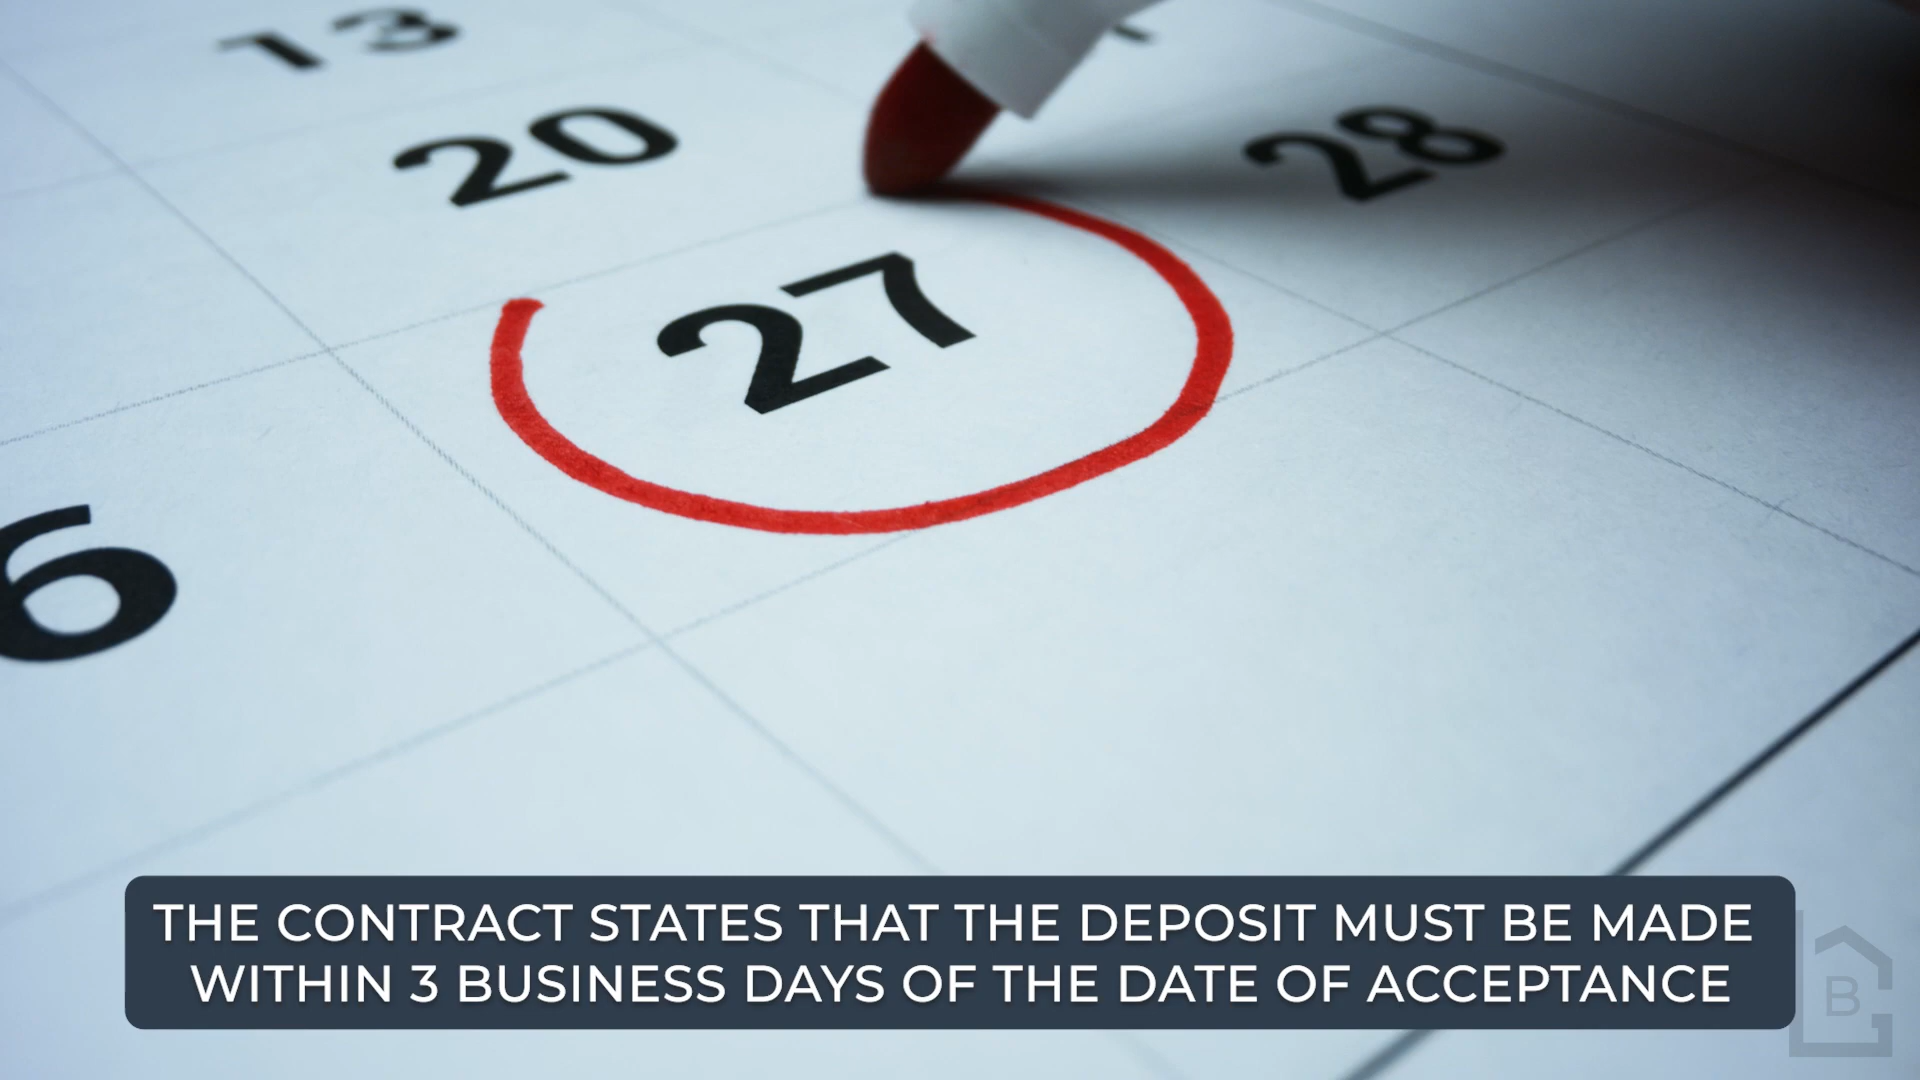 13
20
28
27
6
THE CONTRACT STATES THAT THE DEPOSIT MUST BE MADE
WITHIN 3 BUSINESS DAYS OF THE DATE OF ACCEPTANCE
B